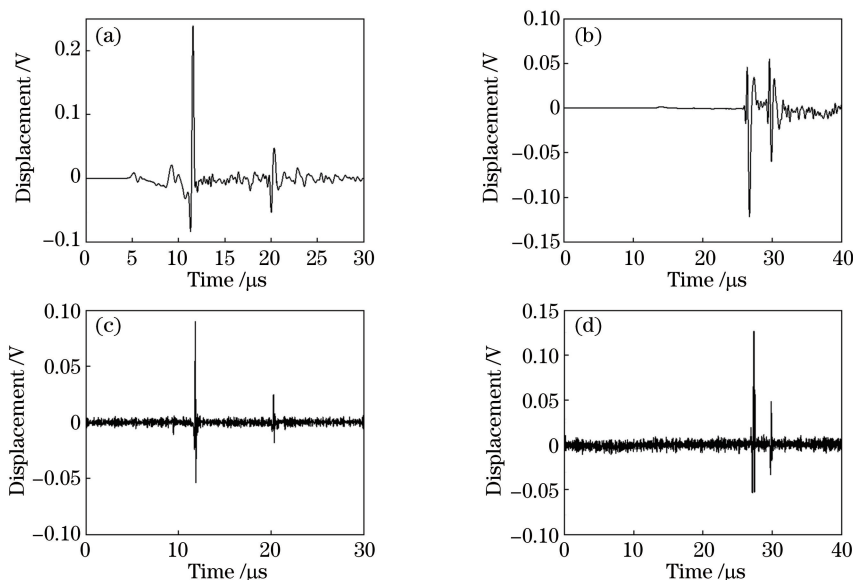 (a)
Displacement /V
0.2
0.1
0
−0.1
0 5 10 15 20 25 30
Time /μs
(b)
Displacement /V
0.10
0.05
0
−0.05
−0.10
−0.15
0 10 20 30 40
Time /μs
(c)
Displacement /V
0.10
0.05
0
−0.05
−0.10
0 10 20 30
Time /μs
(d)
Displacement /V
0.15
0.10
0.05
0
−0.05
−0.10
0 10 20 30 40
Time /μs